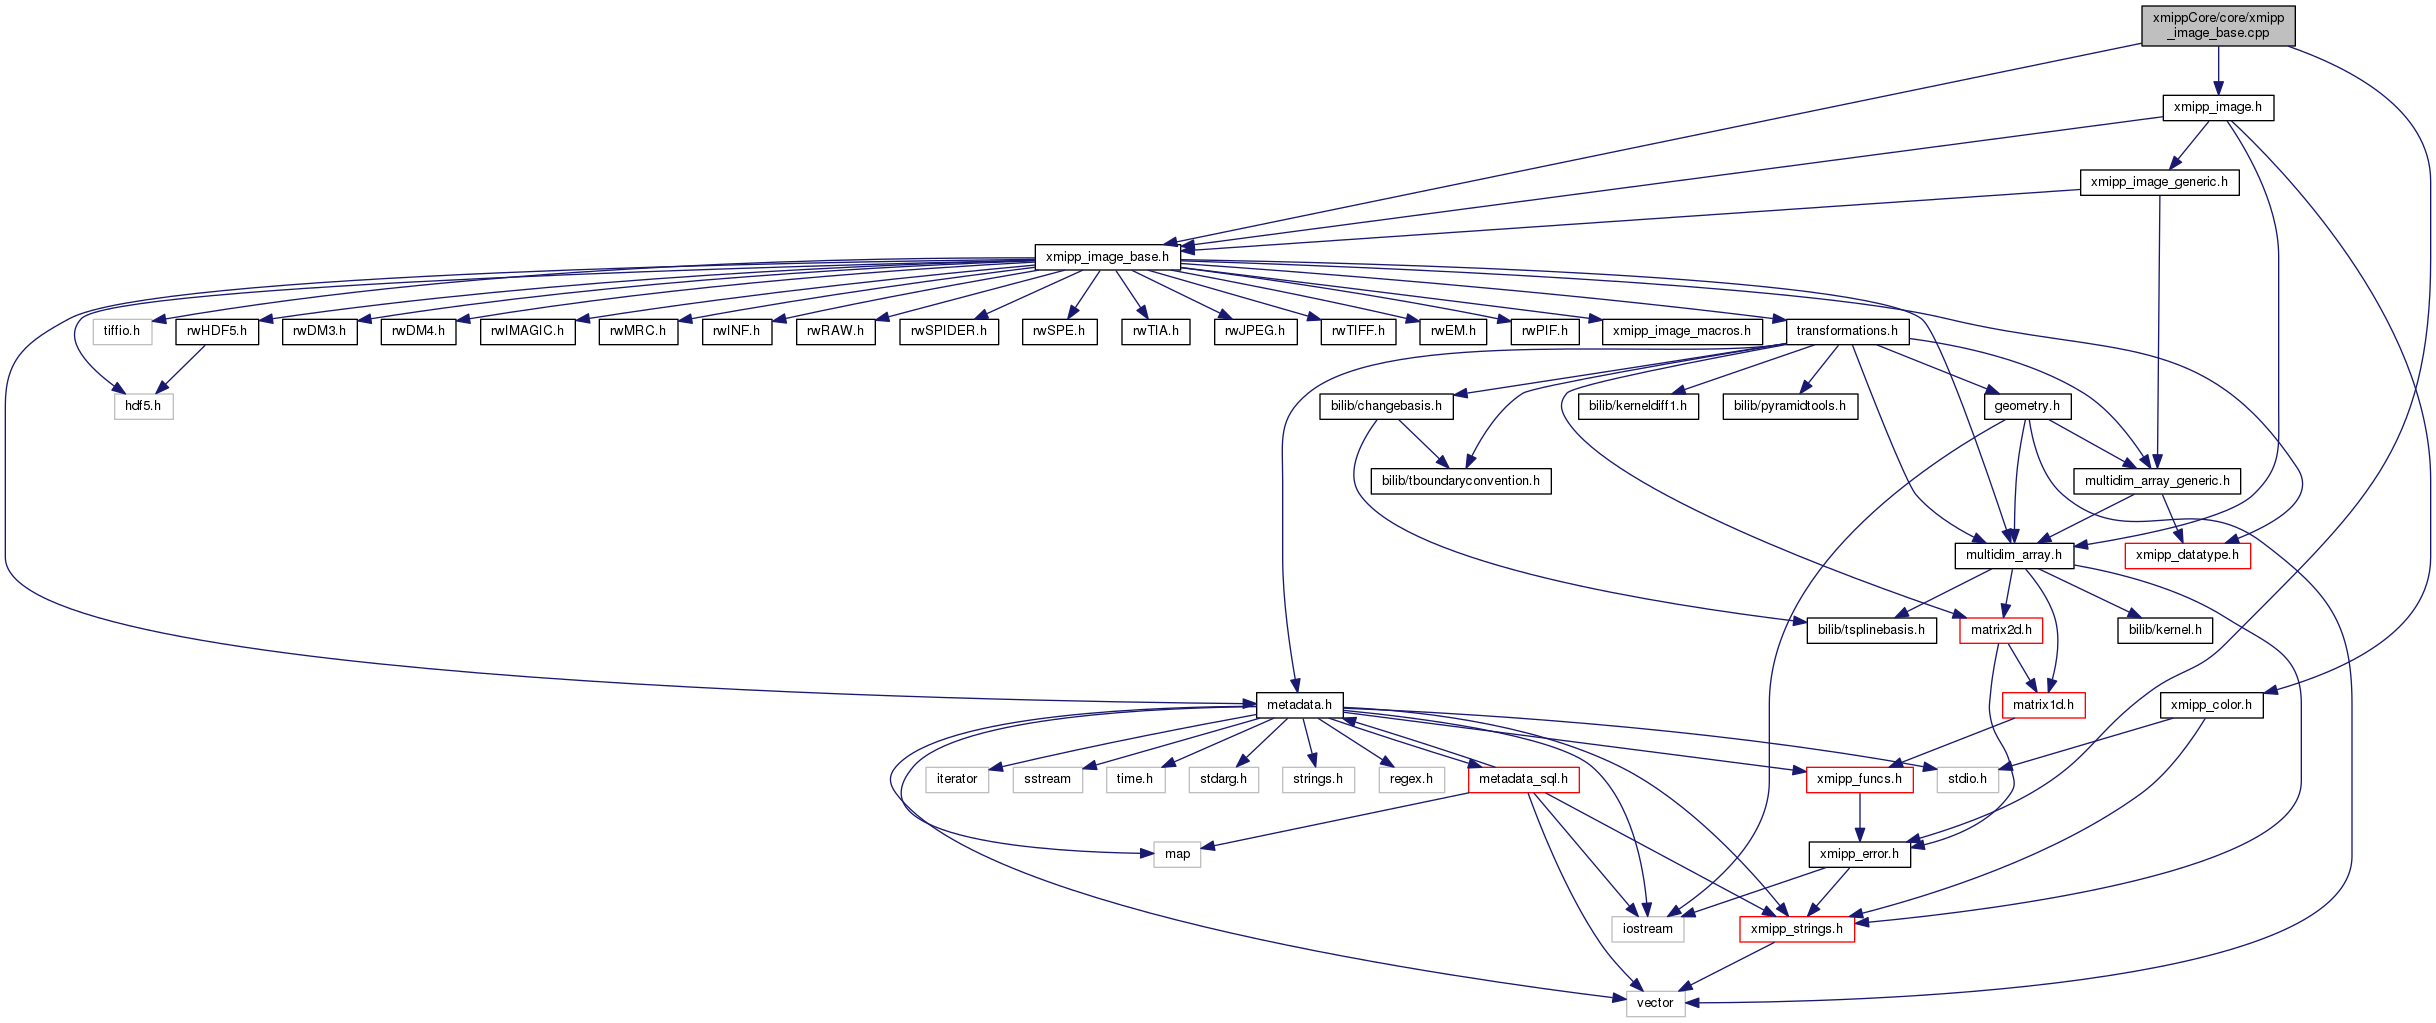 xmippCore/core/xmipp
_image_base.cpp
xmipp_image.h
xmipp_image_generic.h
xmipp_image_base.h
tiffio.h
rwHDF5.h
rwDM3.h
rwDM4.h
rwIMAGIC.h
rwMRC.h
rwINF.h
rwRAW.h
rwSPIDER.h
rwSPE.h
rwTIA.h
rwJPEG.h
rwTIFF.h
rwEM.h
rwPIF.h
xmipp_image_macros.h
transformations.h
hdf5.h
bilib/changebasis.h
bilib/kerneldiff1.h
bilib/pyramidtools.h
geometry.h
bilib/tboundaryconvention.h
multidim_array_generic.h
multidim_array.h
xmipp_datatype.h
bilib/tsplinebasis.h
matrix2d.h
bilib/kernel.h
metadata.h
matrix1d.h
xmipp_color.h
iterator
sstream
time.h
stdarg.h
strings.h
regex.h
metadata_sql.h
xmipp_funcs.h
stdio.h
map
xmipp_error.h
iostream
xmipp_strings.h
vector